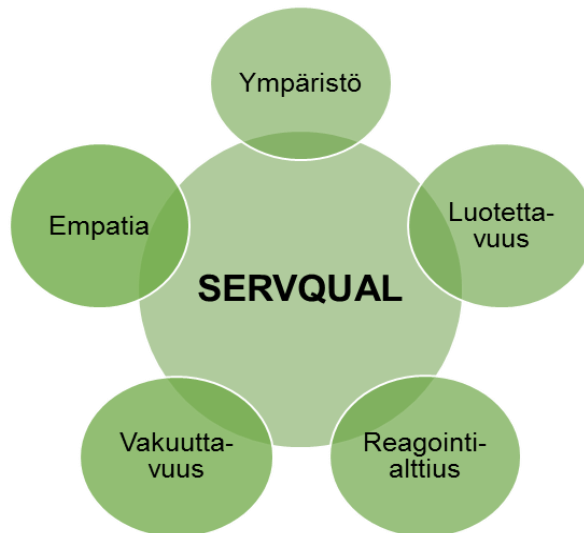 Ympäristö
Luotetta-
vuus
Reagointi-
alttius
Vakuutta-
vuus
Empatia
SERVQUAL